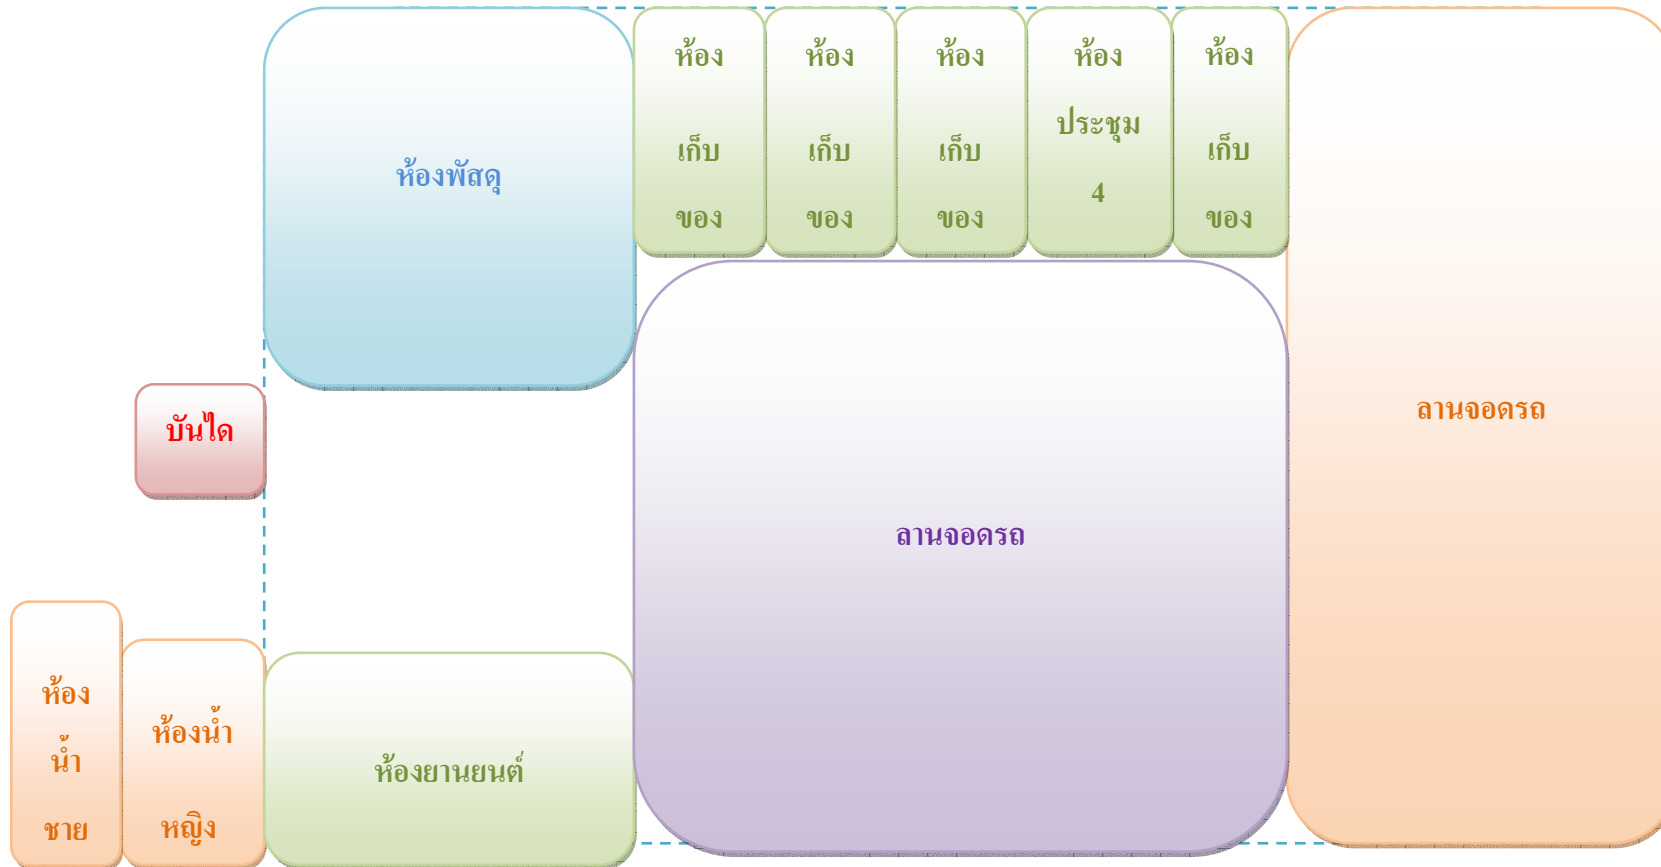 ห้องพัสดุ
ห้อง
เก็บ
ของ
ห้อง
เก็บ
ของ
ห้อง
เก็บ
ของ
ห้อง
ประชุม
4
ห้อง
เก็บ
ของ
ลานจอดรถ
บันได
ลานจอดรถ
ห้อง
น้ำ
ชาย
ห้องน้ำ
หญิง
ห้องยานยนต์